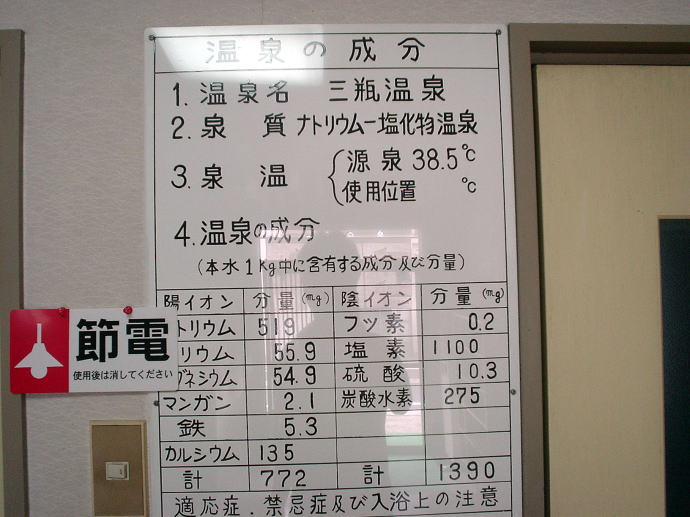 温泉の成分
1. 温泉名 三瓶温泉
2. 泉質 ナトリウム－塩化物温泉
3. 泉温 源泉 38.5℃
使用位置 ℃
4. 温泉の成分
(本水1Kg中に含有する成分及び分量)
陽イオン 分量(mg) 陰イオン 分量(mg)
トリウム 519 フツ素 0.2
リウム 55.9 塩素 1100
グネシウム 54.9 硫酸 10.3
マンガン 2.1 炭酸水素 275
鉄 5.3
カルシウム 135
計 772 計 1390
適応症.禁忌症及び入浴上の注意
節電
使用後は消してください